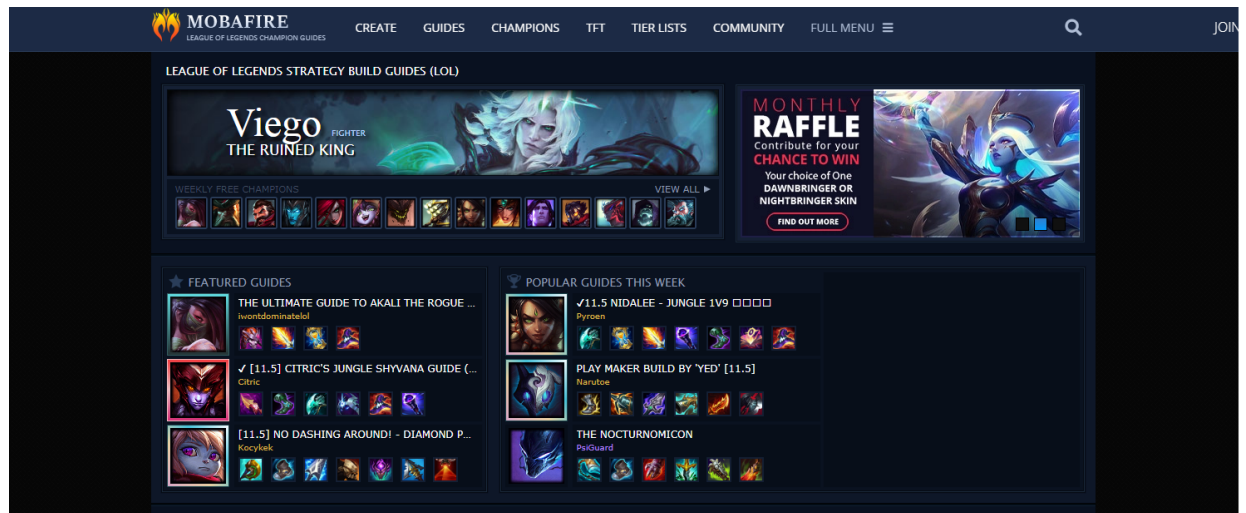 MOBAFIRE
LEAGUE OF LEGENDS CHAMPION GUIDES
CREATE GUIDES CHAMPIONS TFT TIER LISTS COMMUNITY FULL MENU
JOIN
LEAGUE OF LEGENDS STRATEGY BUILD GUIDES (LOL)
Viego FIGHTER
THE RUINED KING
WEEKLY FREE CHAMPIONS VIEW ALL ►
MONTHLY
RAFFLE
Contribute for your
CHANCE TO WIN
Your choice of One
DAWNBRINGER OR
NIGHTBRINGER SKIN
FIND OUT MORE
FEATURED GUIDES
THE ULTIMATE GUIDE TO AKALI THE ROGUE ...
iwontdominatelol
✓ [11.5] CITRIC'S JUNGLE SHYVANA GUIDE (...
Citric
[11.5] NO DASHING AROUND! - DIAMOND P...
Kocykek
POPULAR GUIDES THIS WEEK
✓11.5 NIDALEE - JUNGLE 1V9 □□□□
Pyroen
PLAY MAKER BUILD BY 'YED' [11.5]
Narutoe
THE NOCTURNOMICON
PsiGuard